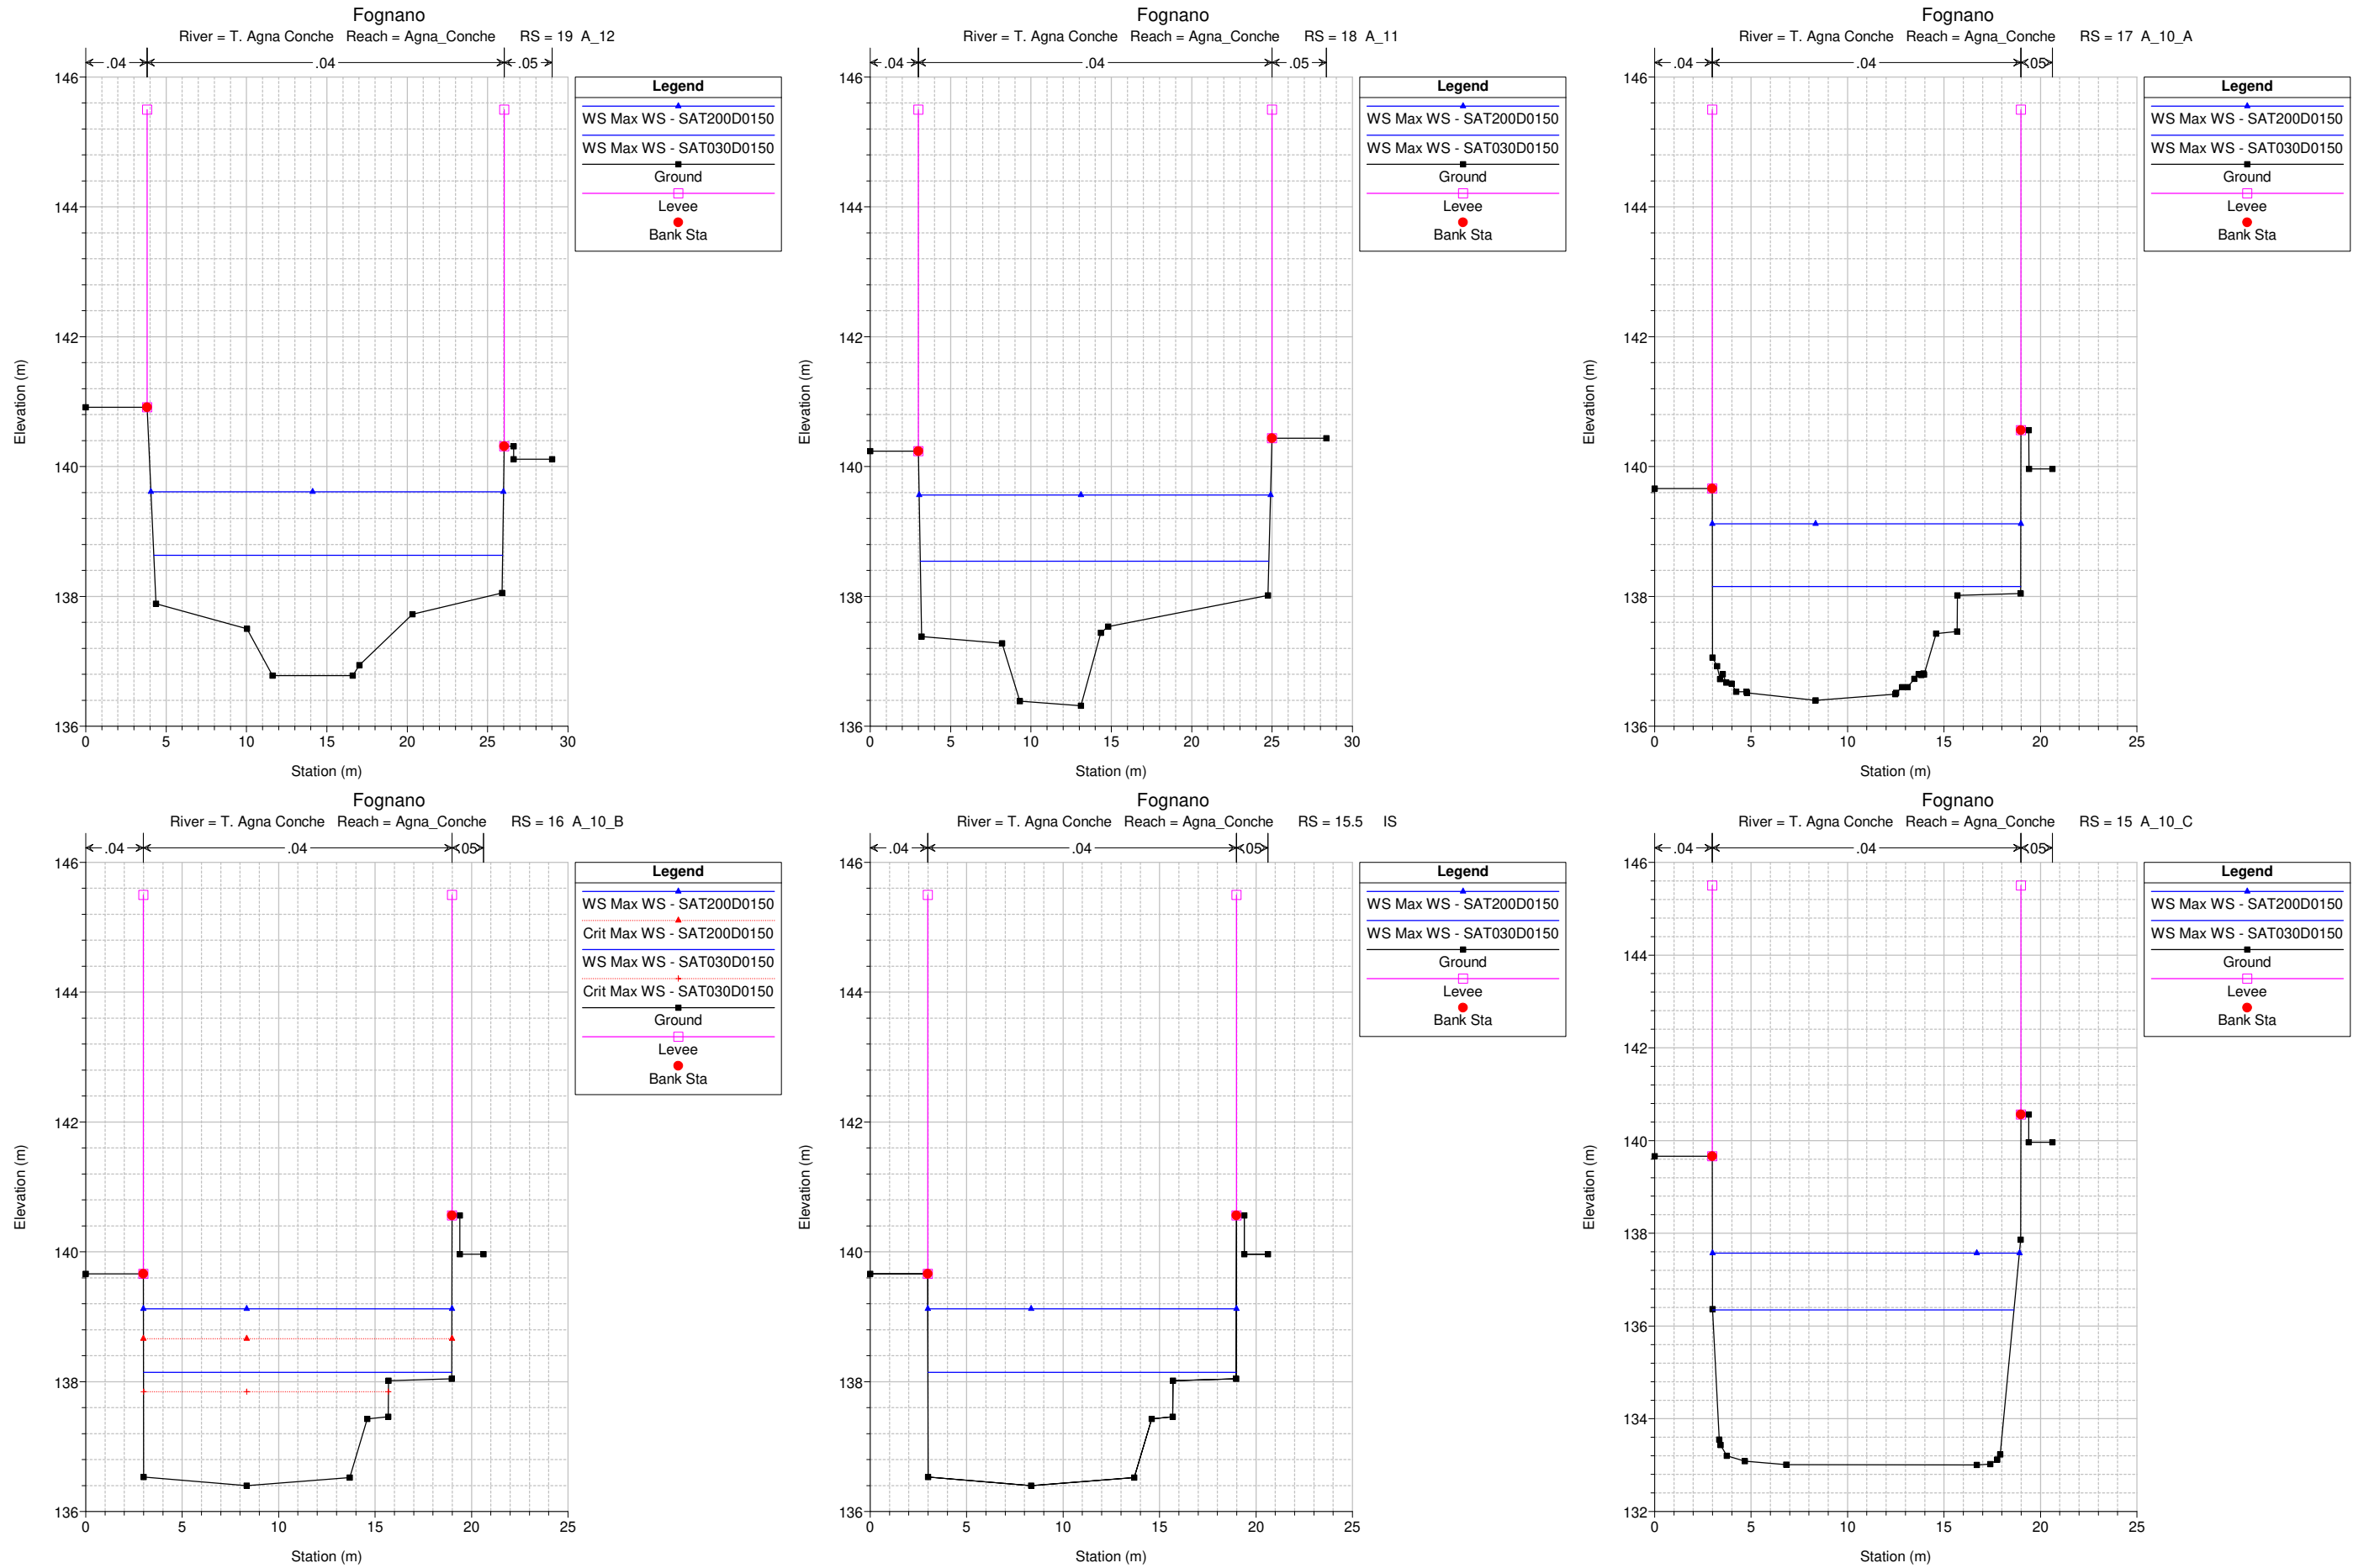 Fognano
River = T. Agna Conche   Reach = Agna_Conche   RS = 19  A_12
.04 .04 .05
Legend
WS Max WS - SAT200D0150
WS Max WS - SAT030D0150
Ground
Levee
Bank Sta
146
144
142
140
138
136
Elevation (m)
0 5 10 15 20 25 30
Station (m)
Fognano
River = T. Agna Conche   Reach = Agna_Conche   RS = 18  A_11
.04 .04 .05
Legend
WS Max WS - SAT200D0150
WS Max WS - SAT030D0150
Ground
Levee
Bank Sta
146
144
142
140
138
136
Elevation (m)
0 5 10 15 20 25 30
Station (m)
Fognano
River = T. Agna Conche   Reach = Agna_Conche   RS = 17  A_10_A
.04 .04 .05
Legend
WS Max WS - SAT200D0150
WS Max WS - SAT030D0150
Ground
Levee
Bank Sta
146
144
142
140
138
136
Elevation (m)
0 5 10 15 20 25
Station (m)
Fognano
River = T. Agna Conche   Reach = Agna_Conche   RS = 16  A_10_B
.04 .04 .05
Legend
WS Max WS - SAT200D0150
Crit Max WS - SAT200D0150
WS Max WS - SAT030D0150
Crit Max WS - SAT030D0150
Ground
Levee
Bank Sta
146
144
142
140
138
136
Elevation (m)
0 5 10 15 20 25
Station (m)
Fognano
River = T. Agna Conche   Reach = Agna_Conche   RS = 15.5   IS
.04 .04 .05
Legend
WS Max WS - SAT200D0150
WS Max WS - SAT030D0150
Ground
Levee
Bank Sta
146
144
142
140
138
136
Elevation (m)
0 5 10 15 20 25
Station (m)
Fognano
River = T. Agna Conche   Reach = Agna_Conche   RS = 15  A_10_C
.04 .04 .05
Legend
WS Max WS - SAT200D0150
WS Max WS - SAT030D0150
Ground
Levee
Bank Sta
146
144
142
140
138
136
134
132
Elevation (m)
0 5 10 15 20 25
Station (m)